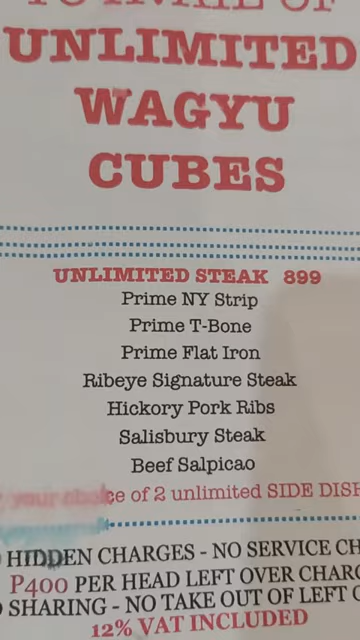 UNLIMITED
WAGYU
CUBES
UNLIMITED STEAK 899
Prime NY Strip
Prime T-Bone
Prime Flat Iron
Ribeye Signature Steak
Hickory Pork Ribs
Salisbury Steak
Beef Salpicao
your choice of 2 unlimited SIDE DISH
HIDDEN CHARGES - NO SERVICE CH
P400 PER HEAD LEFT OVER CHARG
SHARING - NO TAKE OUT OF LEFT O
12% VAT INCLUDED